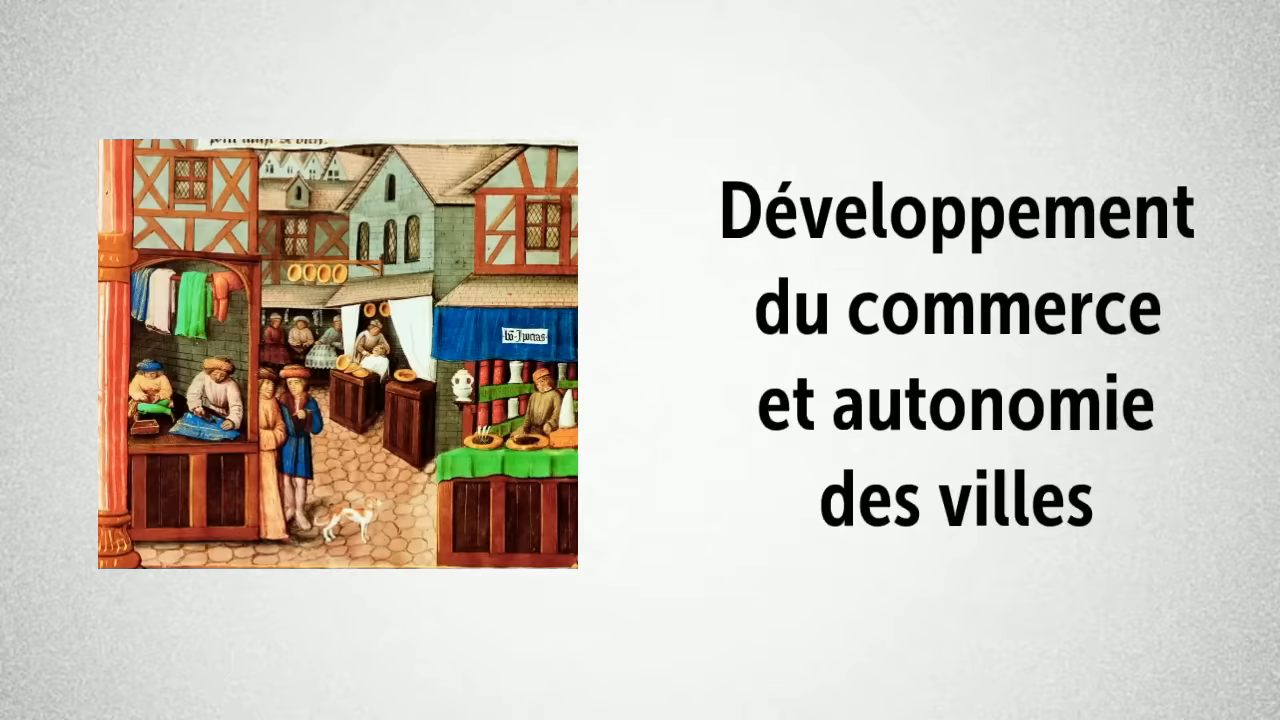 Développement
du commerce
et autonomie
des villes